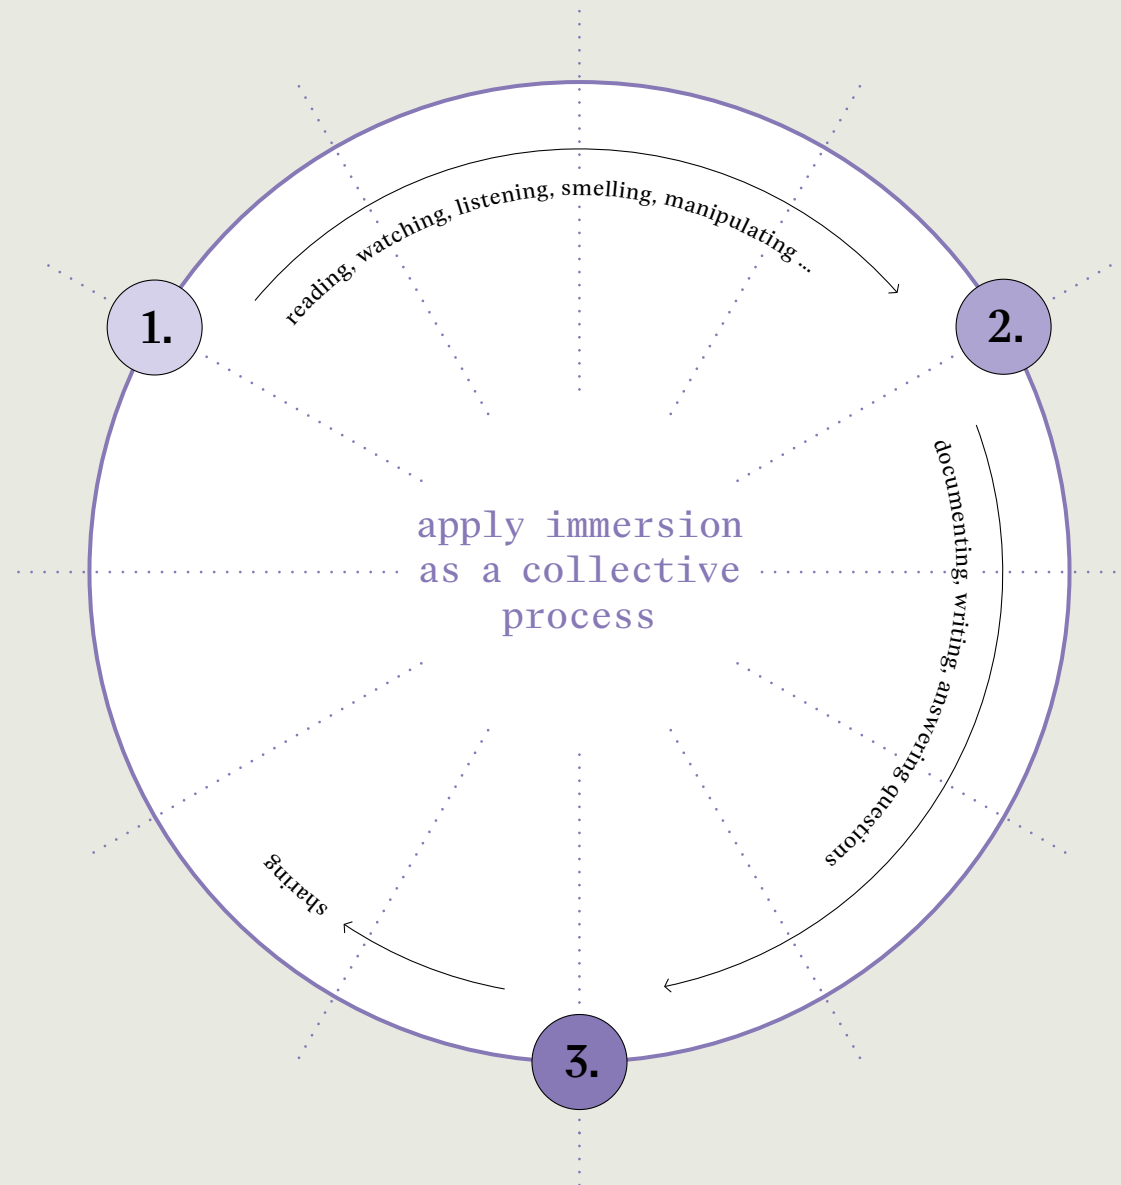 1.
reading, watching, listening, smelling, manipulating ...
2.
documenting, writing, answering questions
3.
sharing
apply immersion
as a collective
process